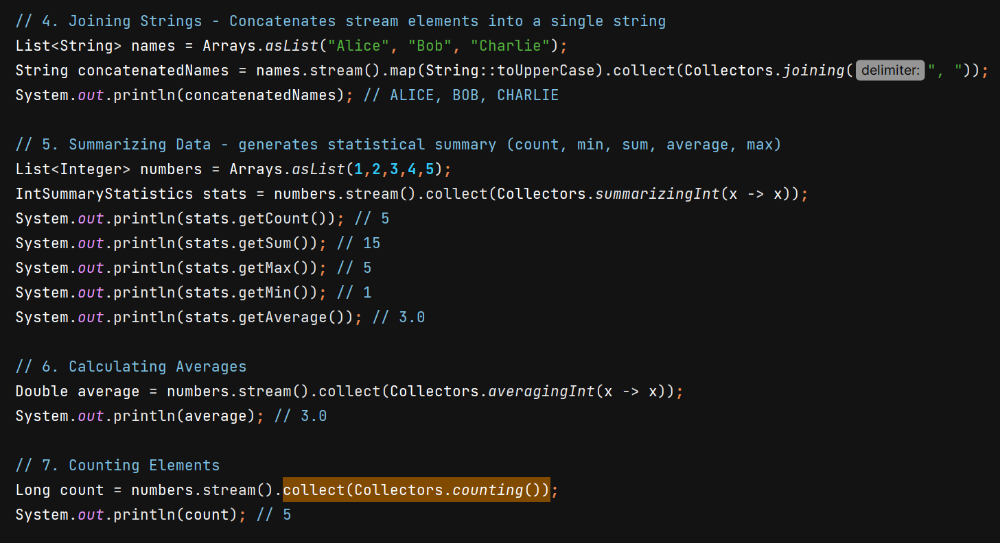 // 4. Joining Strings - Concatenates stream elements into a single string
List<String> names = Arrays.asList("Alice", "Bob", "Charlie");
String concatenatedNames = names.stream().map(String::toUpperCase).collect(Collectors.joining( delimiter: ", "));
System.out.println(concatenatedNames); // ALICE, BOB, CHARLIE
// 5. Summarizing Data - generates statistical summary (count, min, sum, average, max)
List<Integer> numbers = Arrays.asList(1,2,3,4,5);
IntSummaryStatistics stats = numbers.stream().collect(Collectors.summarizingInt(x -> x));
System.out.println(stats.getCount()); // 5
System.out.println(stats.getSum()); // 15
System.out.println(stats.getMax()); // 5
System.out.println(stats.getMin()); // 1
System.out.println(stats.getAverage()); // 3.0
// 6. Calculating Averages
Double average = numbers.stream().collect(Collectors.averagingInt(x -> x));
System.out.println(average); // 3.0
// 7. Counting Elements
Long count = numbers.stream().collect(Collectors.counting());
System.out.println(count); // 5